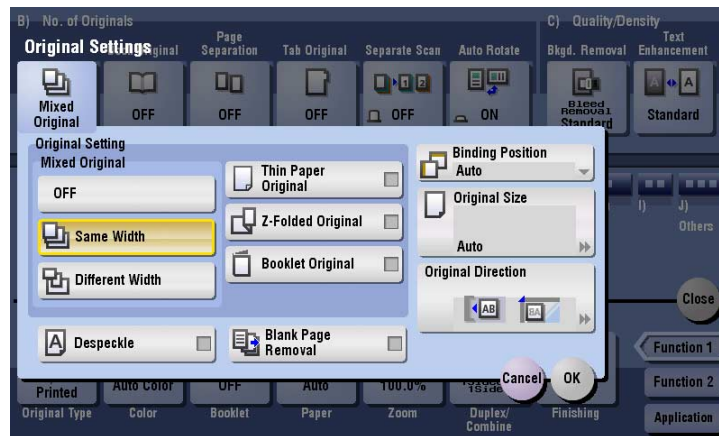 B) No. of Originals
C) Quality/Density
Original Settings
Original
Page
Separation
Tab Original
Separate Scan
Auto Rotate
Bkgd. Removal
Text
Enhancement
Mixed
Original
OFF
OFF
OFF
OFF
ON
Bleed
Removal
Standard
Standard
Original Setting
Mixed Original
OFF
Same Width
Different Width
Thin Paper
Original
Z-Folded Original
Booklet Original
Binding Position
Auto
Original Size
Auto
Original Direction
AB
BA
Despeckle
Blank Page
Removal
Cancel
OK
I)
J)
Others
Close
Function 1
Function 2
Application
Printed
Auto Color
OFF
Auto
100.0%
1Side
Original Type
Color
Booklet
Paper
Zoom
Duplex/
Combine
Finishing